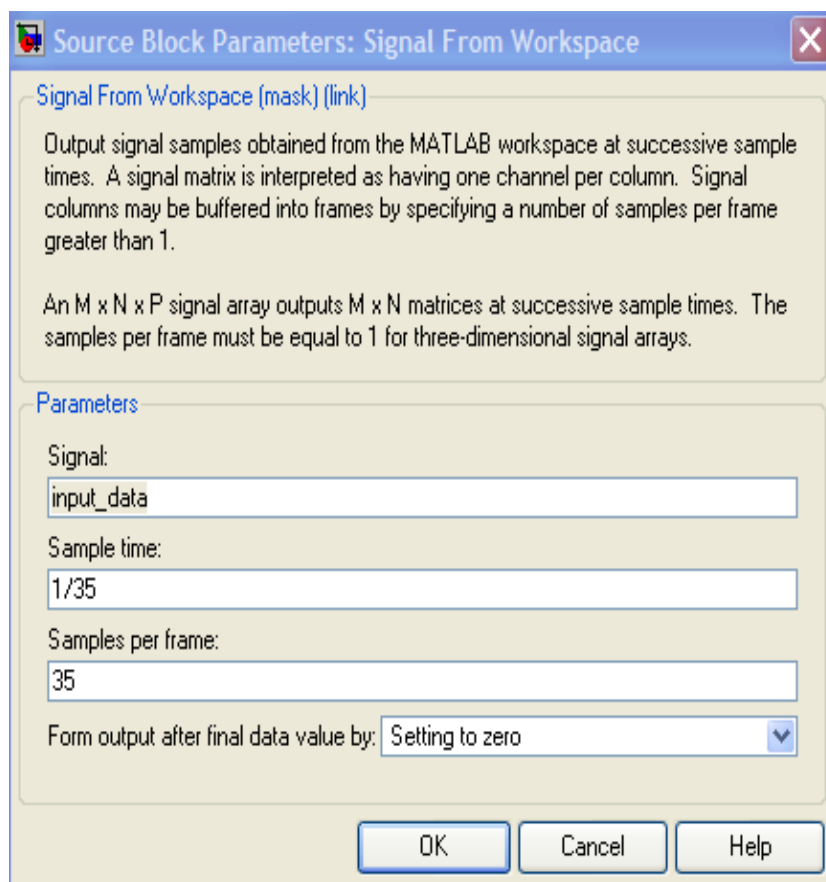 Source Block Parameters: Signal From Workspace
Signal From Workspace (mask) (link)
Output signal samples obtained from the MATLAB workspace at successive sample
times. A signal matrix is interpreted as having one channel per column. Signal
columns may be buffered into frames by specifying a number of samples per frame
greater than 1.
An M x N x P signal array outputs M x N matrices at successive sample times. The
samples per frame must be equal to 1 for three-dimensional signal arrays.
Parameters
Signal:
input_data
Sample time:
1/35
Samples per frame:
35
Form output after final data value by: Setting to zero
OK Cancel Help